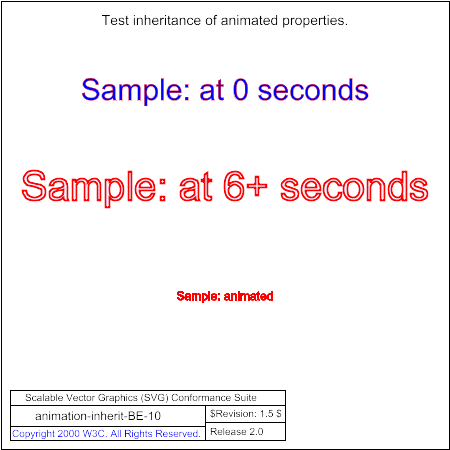 Test inheritance of animated properties.
Sample: at 0 seconds
Sample: at 6+ seconds
Sample: animated
Scalable Vector Graphics (SVG) Conformance Suite
animation-inherit-BE-10
$Revision: 1.5 $
Copyright 2000 W3C. All Rights Reserved.
Release 2.0